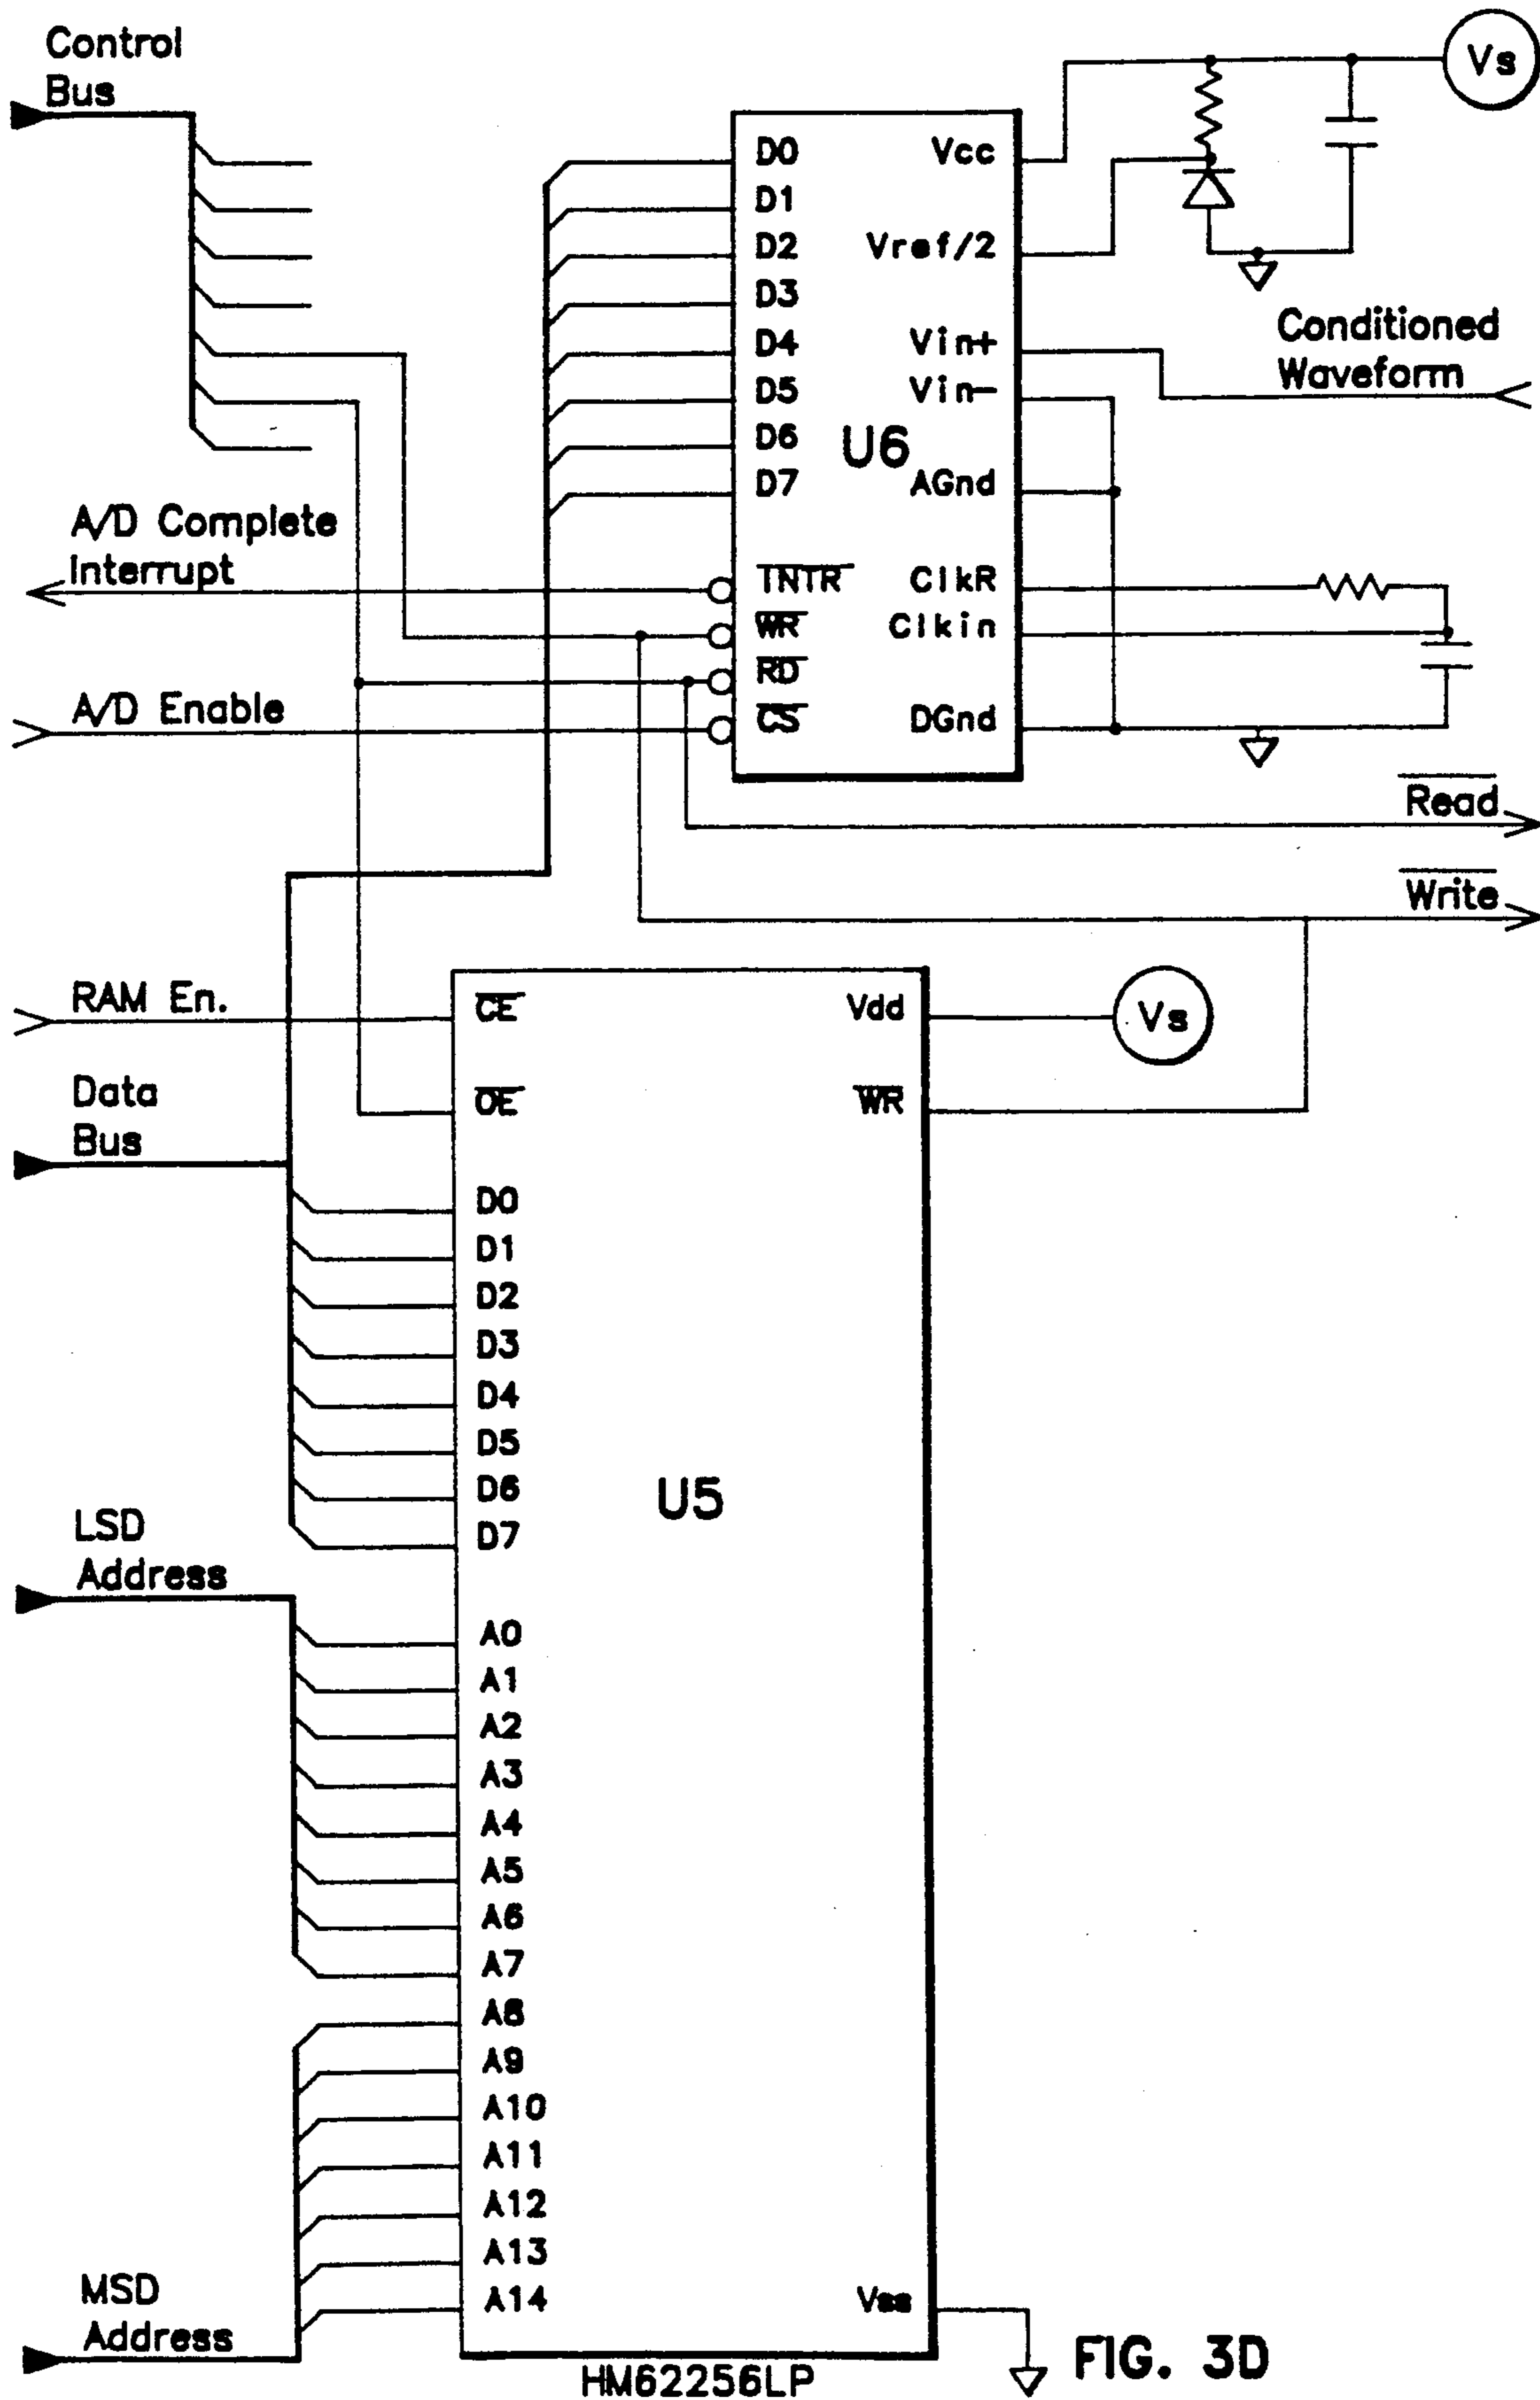 Control
Bus
Vs
D0
D1
D2
D3
D4
D5
D6
D7
Vcc
Vref/2
Vin+
Vin-
U6
AGnd
Conditioned
Waveform
A/D Complete
Interrupt
INTR
WR
RD
CS
ClkR
Clkin
DGnd
A/D Enable
Read
Write
RAM En.
CE
Vdd
Vs
Data
Bus
OE
WR
D0
D1
D2
D3
D4
D5
D6
D7
U5
LSD
Address
A0
A1
A2
A3
A4
A5
A6
A7
A8
A9
A10
A11
A12
A13
A14
MSD
Address
Vss
HM62256LP
FIG. 3D